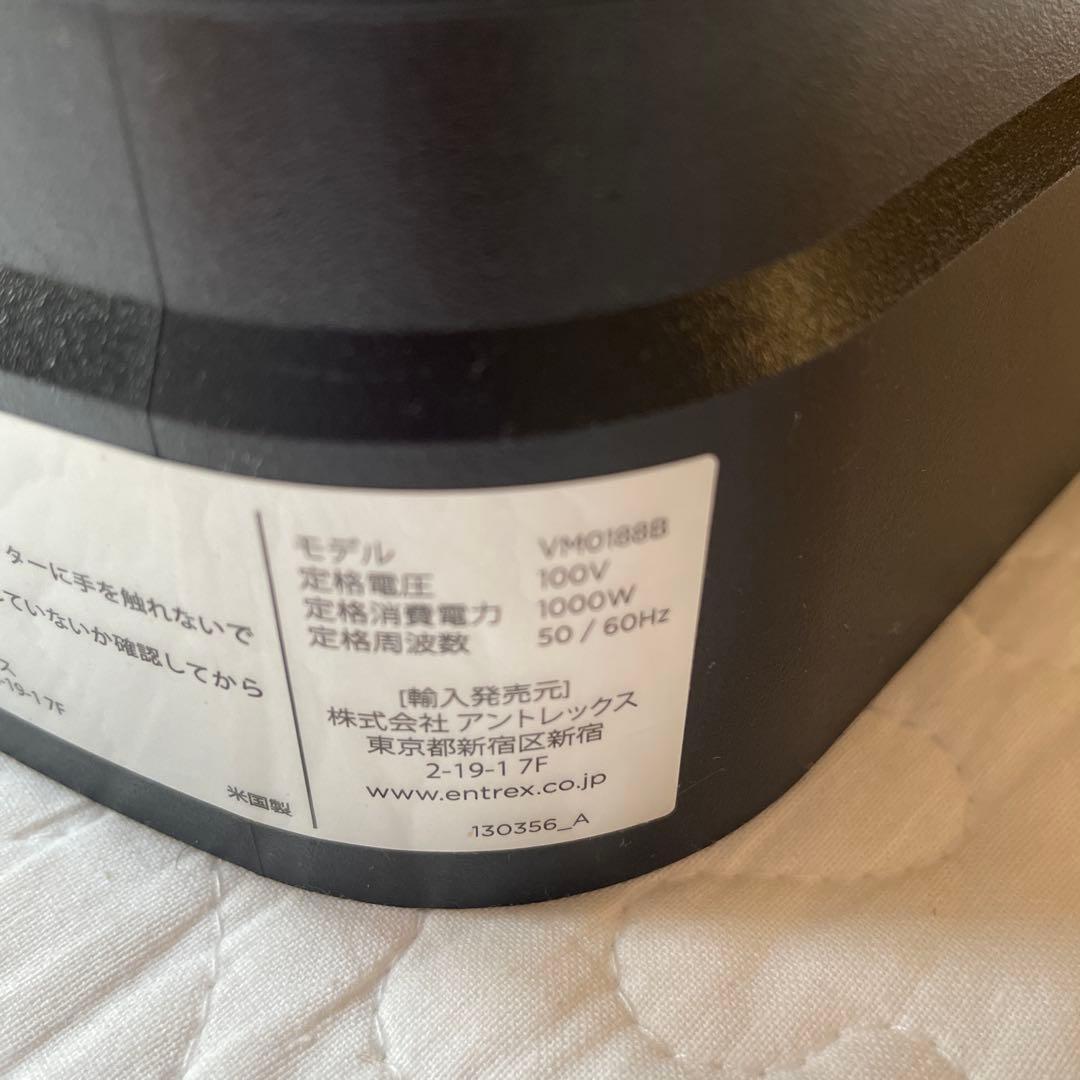 ターに手を触れないで
していないか確認してから
ス
-19-1 7F
米国製
モデル VM0188B
定格電圧 100V
定格消費電力 1000W
定格周波数 50 / 60Hz
[輸入発売元]
株式会社 アントレックス
東京都新宿区新宿
2-19-1 7F
www.entrex.co.jp
130356_A